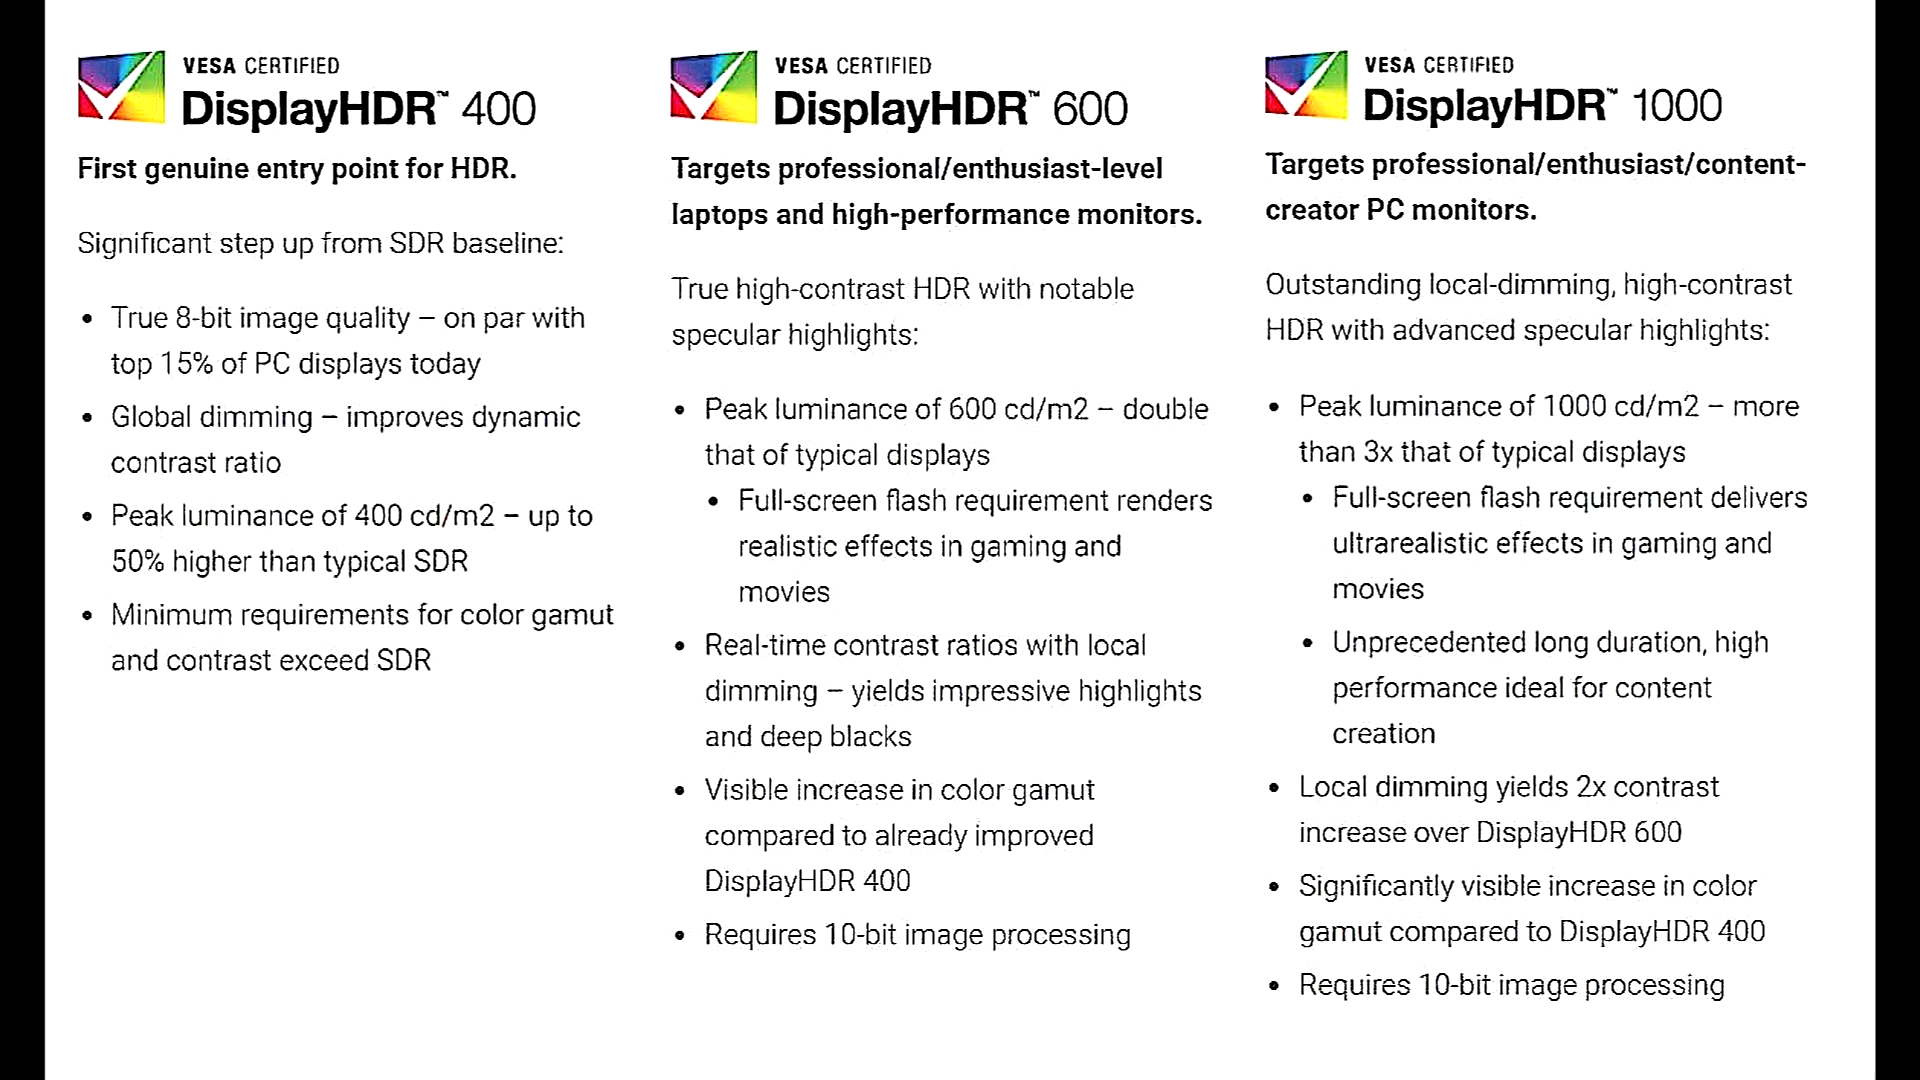 VESA CERTIFIED
DisplayHDR™ 400
First genuine entry point for HDR.
Significant step up from SDR baseline:
• True 8-bit image quality – on par with
top 15% of PC displays today
• Global dimming – improves dynamic
contrast ratio
• Peak luminance of 400 cd/m2 – up to
50% higher than typical SDR
• Minimum requirements for color gamut
and contrast exceed SDR
VESA CERTIFIED
DisplayHDR™ 600
Targets professional/enthusiast-level
laptops and high-performance monitors.
True high-contrast HDR with notable
specular highlights:
• Peak luminance of 600 cd/m2 – double
that of typical displays
• Full-screen flash requirement renders
realistic effects in gaming and
movies
• Real-time contrast ratios with local
dimming – yields impressive highlights
and deep blacks
• Visible increase in color gamut
compared to already improved
DisplayHDR 400
• Requires 10-bit image processing
VESA CERTIFIED
DisplayHDR™ 1000
Targets professional/enthusiast/content-
creator PC monitors.
Outstanding local-dimming, high-contrast
HDR with advanced specular highlights:
• Peak luminance of 1000 cd/m2 – more
than 3x that of typical displays
• Full-screen flash requirement delivers
ultrarealistic effects in gaming and
movies
• Unprecedented long duration, high
performance ideal for content
creation
• Local dimming yields 2x contrast
increase over DisplayHDR 600
• Significantly visible increase in color
gamut compared to DisplayHDR 400
• Requires 10-bit image processing